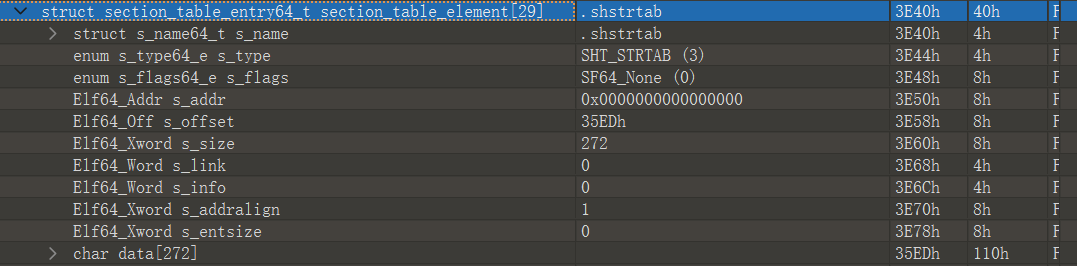 struct section_table_entry64_t section_table_element[29] .shstrtab 3E40h 40h F
struct s_name64_t s_name .shstrtab 3E40h 4h F
enum s_type64_e s_type SHT_STRTAB (3) 3E44h 4h F
enum s_flags64_e s_flags SF64_None (0) 3E48h 8h F
Elf64_Addr s_addr 0x0000000000000000 3E50h 8h F
Elf64_Off s_offset 35EDh 3E58h 8h F
Elf64_Xword s_size 272 3E60h 8h F
Elf64_Word s_link 0 3E68h 4h F
Elf64_Word s_info 0 3E6Ch 4h F
Elf64_Xword s_addralign 1 3E70h 8h F
Elf64_Xword s_entsize 0 3E78h 8h F
char data[272] 35EDh 110h F